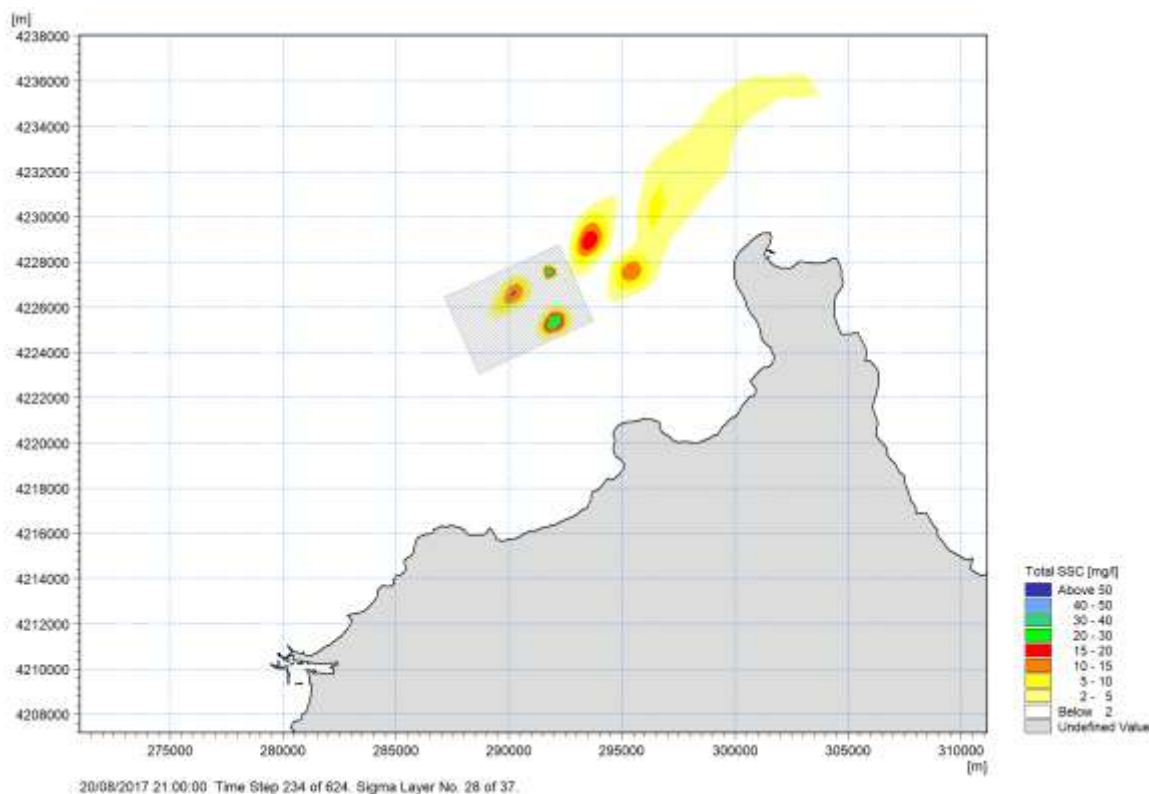 [m]
4238000
4236000
4234000
4232000
4230000
4228000
4226000
4224000
4222000
4220000
4218000
4216000
4214000
4212000
4210000
4208000
275000 280000 285000 290000 295000 300000 305000 310000
[m]
Total SSC [mg/l]
Above 50
40 - 50
30 - 40
20 - 30
15 - 20
10 - 15
5 - 10
2 - 5
Below 2
Undefined Value
20/08/2017 21:00:00 Time Step 234 of 624. Sigma Layer No. 28 of 37.